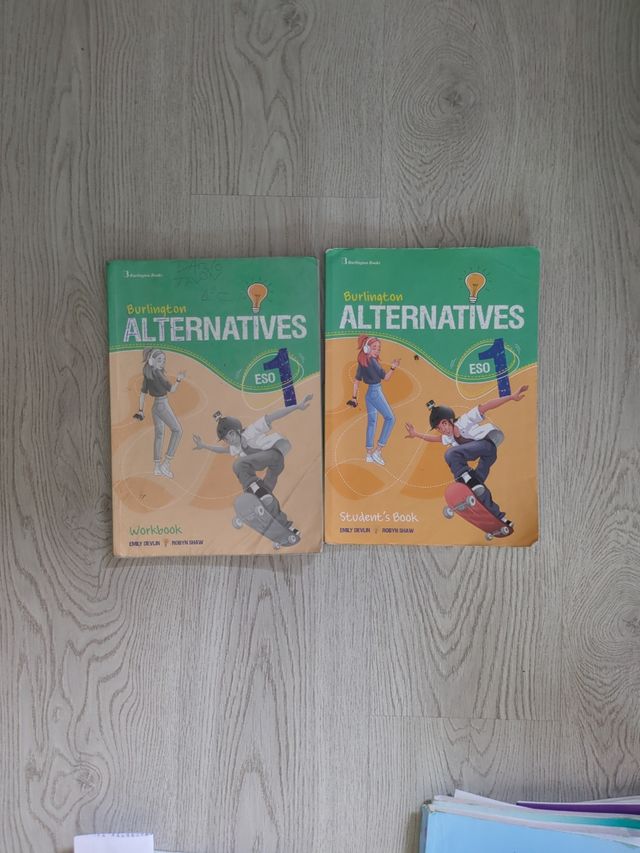 Burlington Books
Burlington
ALTERNATIVES
ESO 1
Workbook
EMILY DEVLIN ROBYN SHAW
Burlington Books
Burlington
ALTERNATIVES
ESO 1
Student's Book
EMILY DEVLIN ROBYN SHAW